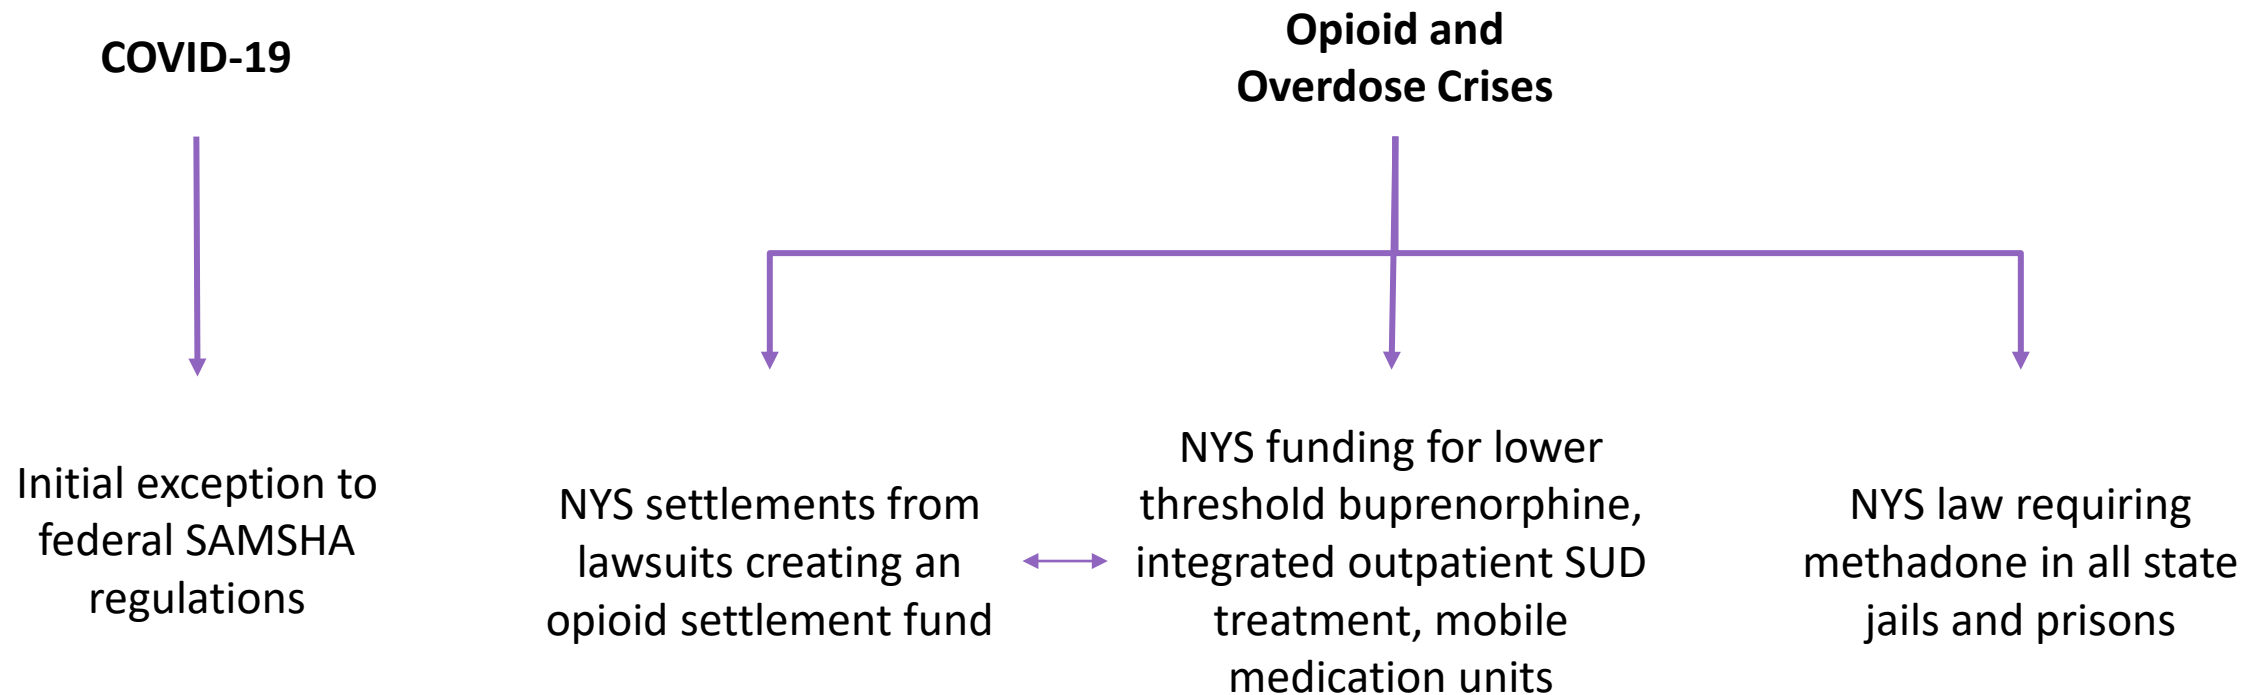 COVID-19
Opioid and
Overdose Crises
Initial exception to
federal SAMSHA
regulations
NYS settlements from
lawsuits creating an
opioid settlement fund
NYS funding for lower
threshold buprenorphine,
integrated outpatient SUD
treatment, mobile
medication units
NYS law requiring
methadone in all state
jails and prisons